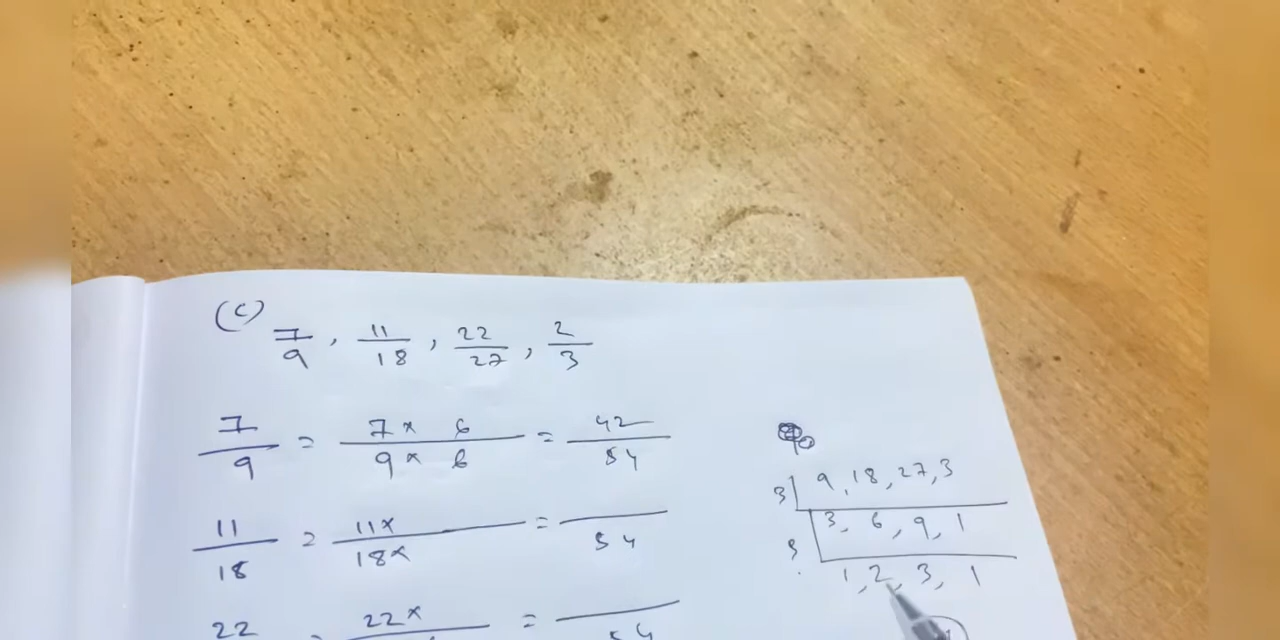 (c)
7/9, 11/18, 22/27, 2/3
7/9 = 7× 6/9× 6 = 42/54
11/18 = 11×/18× = /54
22 = 22× = /54
3 | 9, 18, 27, 3
3 | 3, 6, 9, 1
1, 2, 3, 1